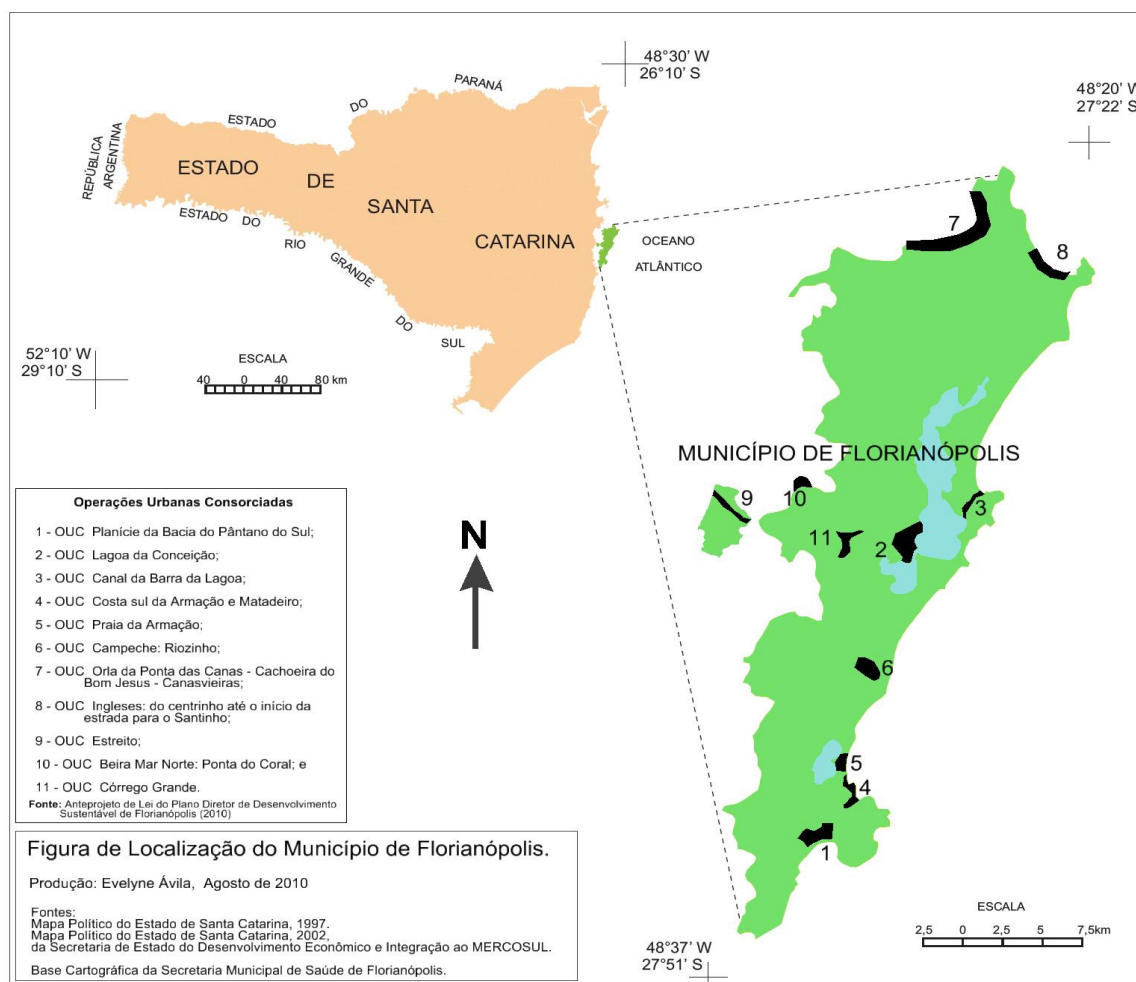 48°30’ W
26°10’ S
48°20’ W
27°22’ S
PARANÁ
DO
ESTADO
REPÚBLICA
ARGENTINA
ESTADO DE
SANTA
CATARINA
ESTADO DO
RIO
GRANDE
DO
SUL
OCEANO
ATLÂNTICO
52°10’ W
29°10’ S
ESCALA
40 0 40 80 km
7
8
MUNICÍPIO DE FLORIANÓPOLIS
9
10
3
11
2
6
5
4
1
N
Operações Urbanas Consorciadas
1 - OUC Planície da Bacia do Pântano do Sul;
2 - OUC Lagoa da Conceição;
3 - OUC Canal da Barra da Lagoa;
4 - OUC Costa sul da Armação e Matadeiro;
5 - OUC Praia da Armação;
6 - OUC Campeche: Riozinho;
7 - OUC Orla da Ponta das Canas - Cachoeira do
Bom Jesus - Canasvieiras;
8 - OUC Ingleses: do centrinho até o início da
estrada para o Santinho;
9 - OUC Estreito;
10 - OUC Beira Mar Norte: Ponta do Coral; e
11 - OUC Córrego Grande.
Fonte: Anteprojeto de Lei do Plano Diretor de Desenvolvimento
Sustentável de Florianópolis (2010)
Figura de Localização do Município de Florianópolis.
Produção: Evelyne Ávila, Agosto de 2010
Fontes:
Mapa Político do Estado de Santa Catarina, 1997.
Mapa Político do Estado de Santa Catarina, 2002,
da Secretaria de Estado do Desenvolvimento Econômico e Integração ao MERCOSUL.
Base Cartográfica da Secretaria Municipal de Saúde de Florianópolis.
ESCALA
2,5 0 2,5 5 7,5km
48°37’ W
27°51’ S